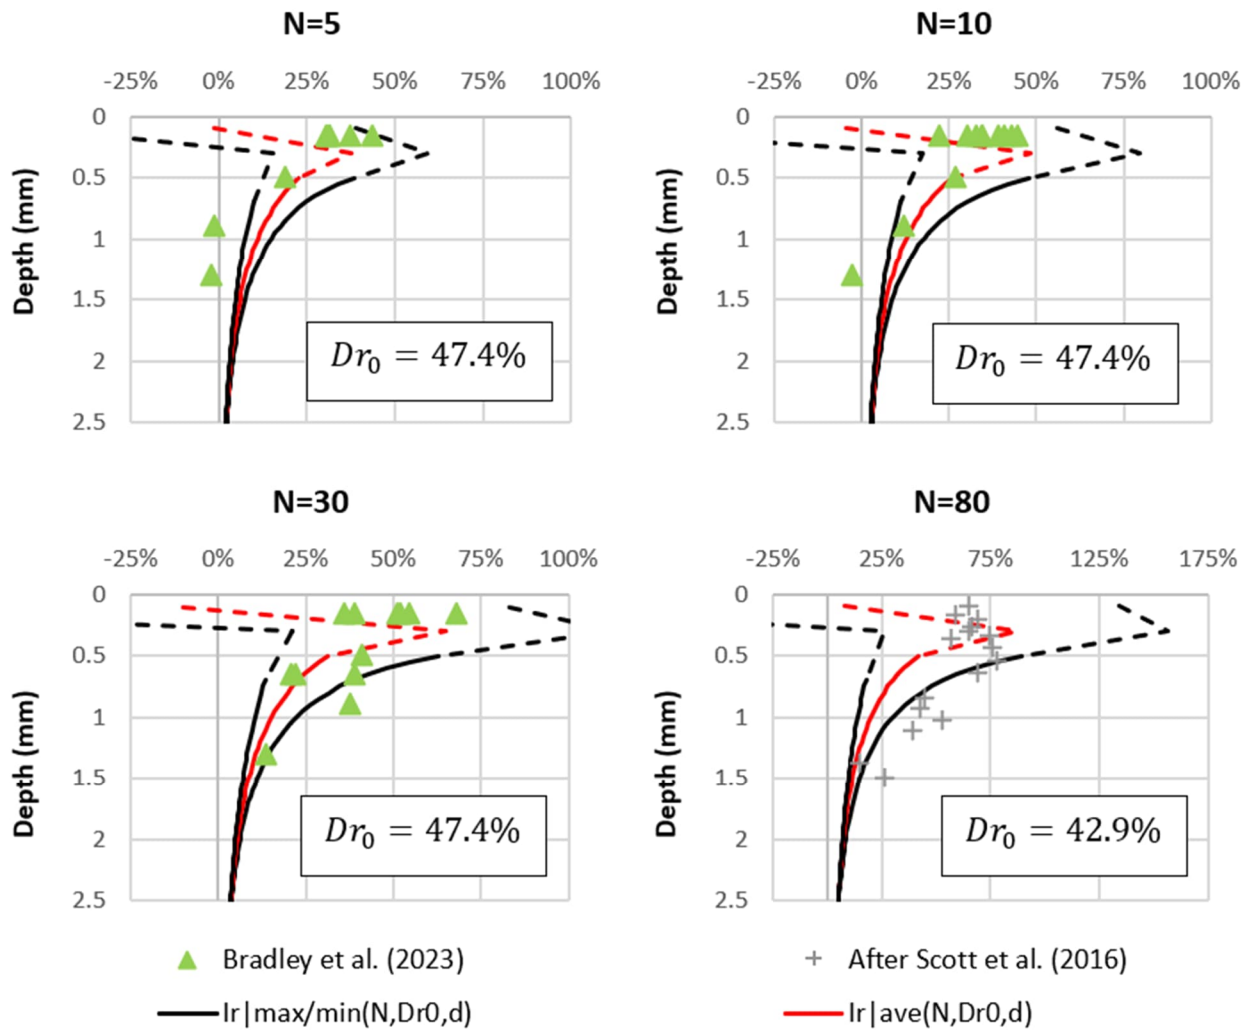 N=5
N=10
-25% 0% 25% 50% 75% 100%
-25% 0% 25% 50% 75% 100%
0
0.5
1
1.5
2
2.5
Depth (mm)
Dr₀ = 47.4%
0
0.5
1
1.5
2
2.5
Depth (mm)
Dr₀ = 47.4%
N=30
N=80
-25% 0% 25% 50% 75% 100%
-25% 25% 75% 125% 175%
0
0.5
1
1.5
2
2.5
Depth (mm)
Dr₀ = 47.4%
0
0.5
1
1.5
2
2.5
Depth (mm)
Dr₀ = 42.9%
Bradley et al. (2023)
After Scott et al. (2016)
Ir|max/min(N,Dr0,d)
Ir|ave(N,Dr0,d)